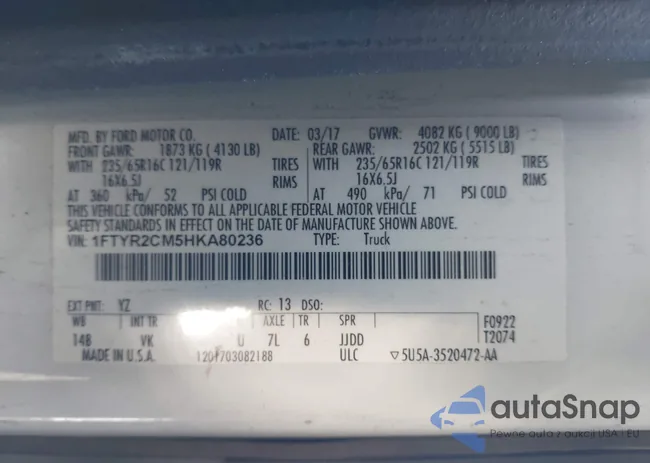 MFD. BY FORD MOTOR CO. DATE: 03/17 GVWR: 4082 KG ( 9000 LB)
FRONT GAWR: 1873 KG ( 4130 LB) REAR GAWR: 2502 KG ( 5515 LB)
WITH 235/65R16C 121/119R TIRES WITH 235/65R16C 121/119R TIRES
16X6.5J RIMS 16X6.5J RIMS
AT 360 kPa/ 52 PSI COLD AT 490 kPa/ 71 PSI COLD
THIS VEHICLE CONFORMS TO ALL APPLICABLE FEDERAL MOTOR VEHICLE
SAFETY STANDARDS IN EFFECT ON THE DATE OF MANUFACTURE SHOWN ABOVE.
VIN: 1FTYR2CM5HKA80236 TYPE: Truck
EXT PNT: YZ RC: 13 DSO:
WB INT TR AXLE TR SPR F0922
148 VK U 7L 6 JJDD T2074
MADE IN U.S.A. 1201703082188 ULC ▽5U5A-3520472-AA
autaSnap
Pewne auto z aukcji USA i EU